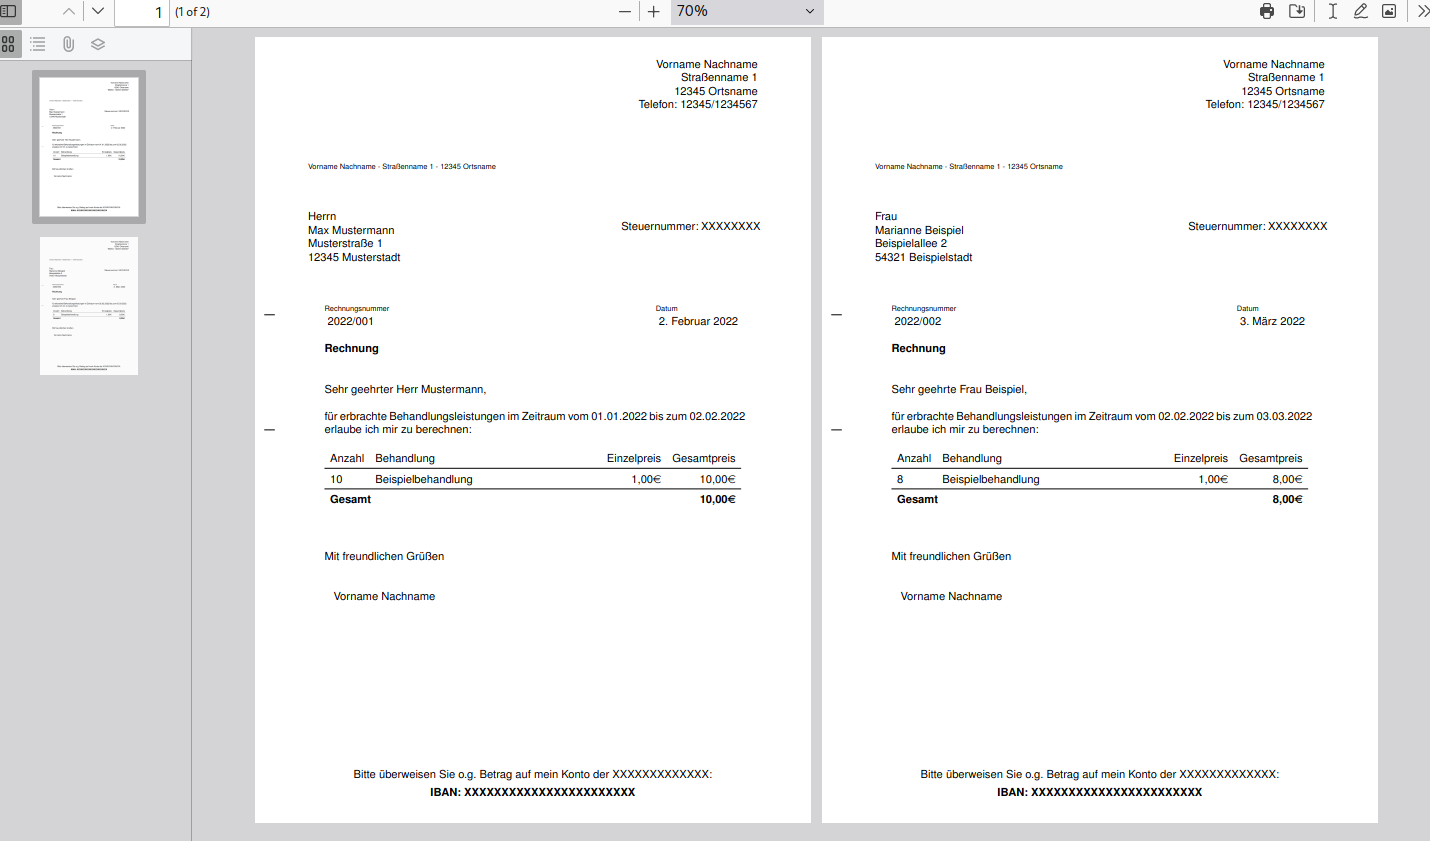 1 (1 of 2)
70%
Vorname Nachname
Straßenname 1
12345 Ortsname
Telefon: 12345/1234567
Vorname Nachname - Straßenname 1 - 12345 Ortsname
Herrn
Max Mustermann
Musterstraße 1
12345 Musterstadt
Steuernummer: XXXXXXXX
Rechnungsnummer Datum
2022/001 2. Februar 2022
Rechnung
Sehr geehrter Herr Mustermann,
für erbrachte Behandlungsleistungen im Zeitraum vom 01.01.2022 bis zum 02.02.2022
erlaube ich mir zu berechnen:
Anzahl Behandlung Einzelpreis Gesamtpreis
10 Beispielbehandlung 1,00€ 10,00€
Gesamt 10,00€
Mit freundlichen Grüßen
Vorname Nachname
Bitte überweisen Sie o.g. Betrag auf mein Konto der XXXXXXXXXXXXX:
IBAN: XXXXXXXXXXXXXXXXXXXXXXX
Vorname Nachname
Straßenname 1
12345 Ortsname
Telefon: 12345/1234567
Vorname Nachname - Straßenname 1 - 12345 Ortsname
Frau
Marianne Beispiel
Beispielallee 2
54321 Beispielstadt
Steuernummer: XXXXXXXX
Rechnungsnummer Datum
2022/002 3. März 2022
Rechnung
Sehr geehrte Frau Beispiel,
für erbrachte Behandlungsleistungen im Zeitraum vom 02.02.2022 bis zum 03.03.2022
erlaube ich mir zu berechnen:
Anzahl Behandlung Einzelpreis Gesamtpreis
8 Beispielbehandlung 1,00€ 8,00€
Gesamt 8,00€
Mit freundlichen Grüßen
Vorname Nachname
Bitte überweisen Sie o.g. Betrag auf mein Konto der XXXXXXXXXXXXX:
IBAN: XXXXXXXXXXXXXXXXXXXXXXX